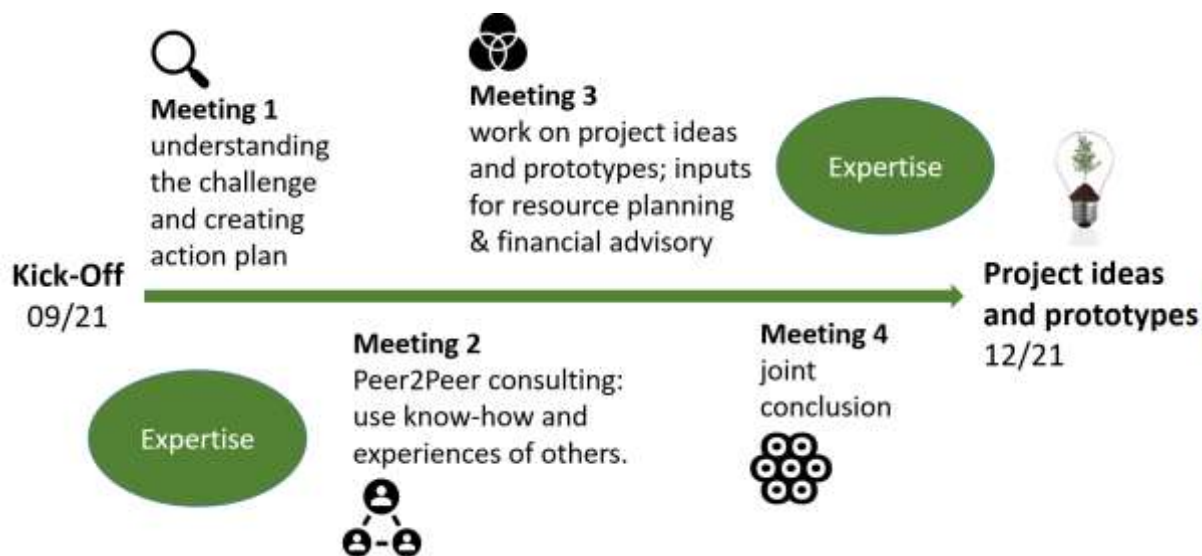 Meeting 1
understanding
the challenge
and creating
action plan
Meeting 3
work on project ideas
and prototypes; inputs
for resource planning
& financial advisory
Expertise
Kick-Off
09/21
Project ideas
and prototypes
12/21
Expertise
Meeting 2
Peer2Peer consulting:
use know-how and
experiences of others.
Meeting 4
joint
conclusion